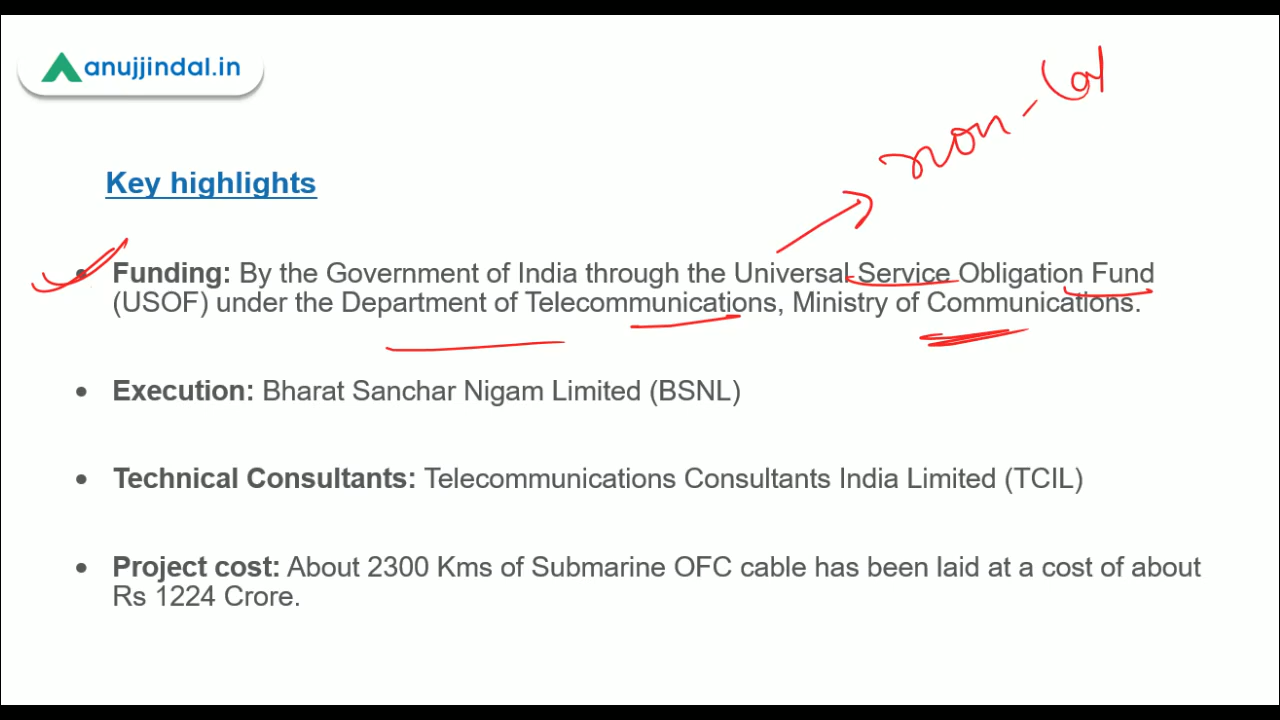 anujjindal.in
non-
Key highlights
• Funding: By the Government of India through the Universal Service Obligation Fund
(USOF) under the Department of Telecommunications, Ministry of Communications.
• Execution: Bharat Sanchar Nigam Limited (BSNL)
• Technical Consultants: Telecommunications Consultants India Limited (TCIL)
• Project cost: About 2300 Kms of Submarine OFC cable has been laid at a cost of about
Rs 1224 Crore.